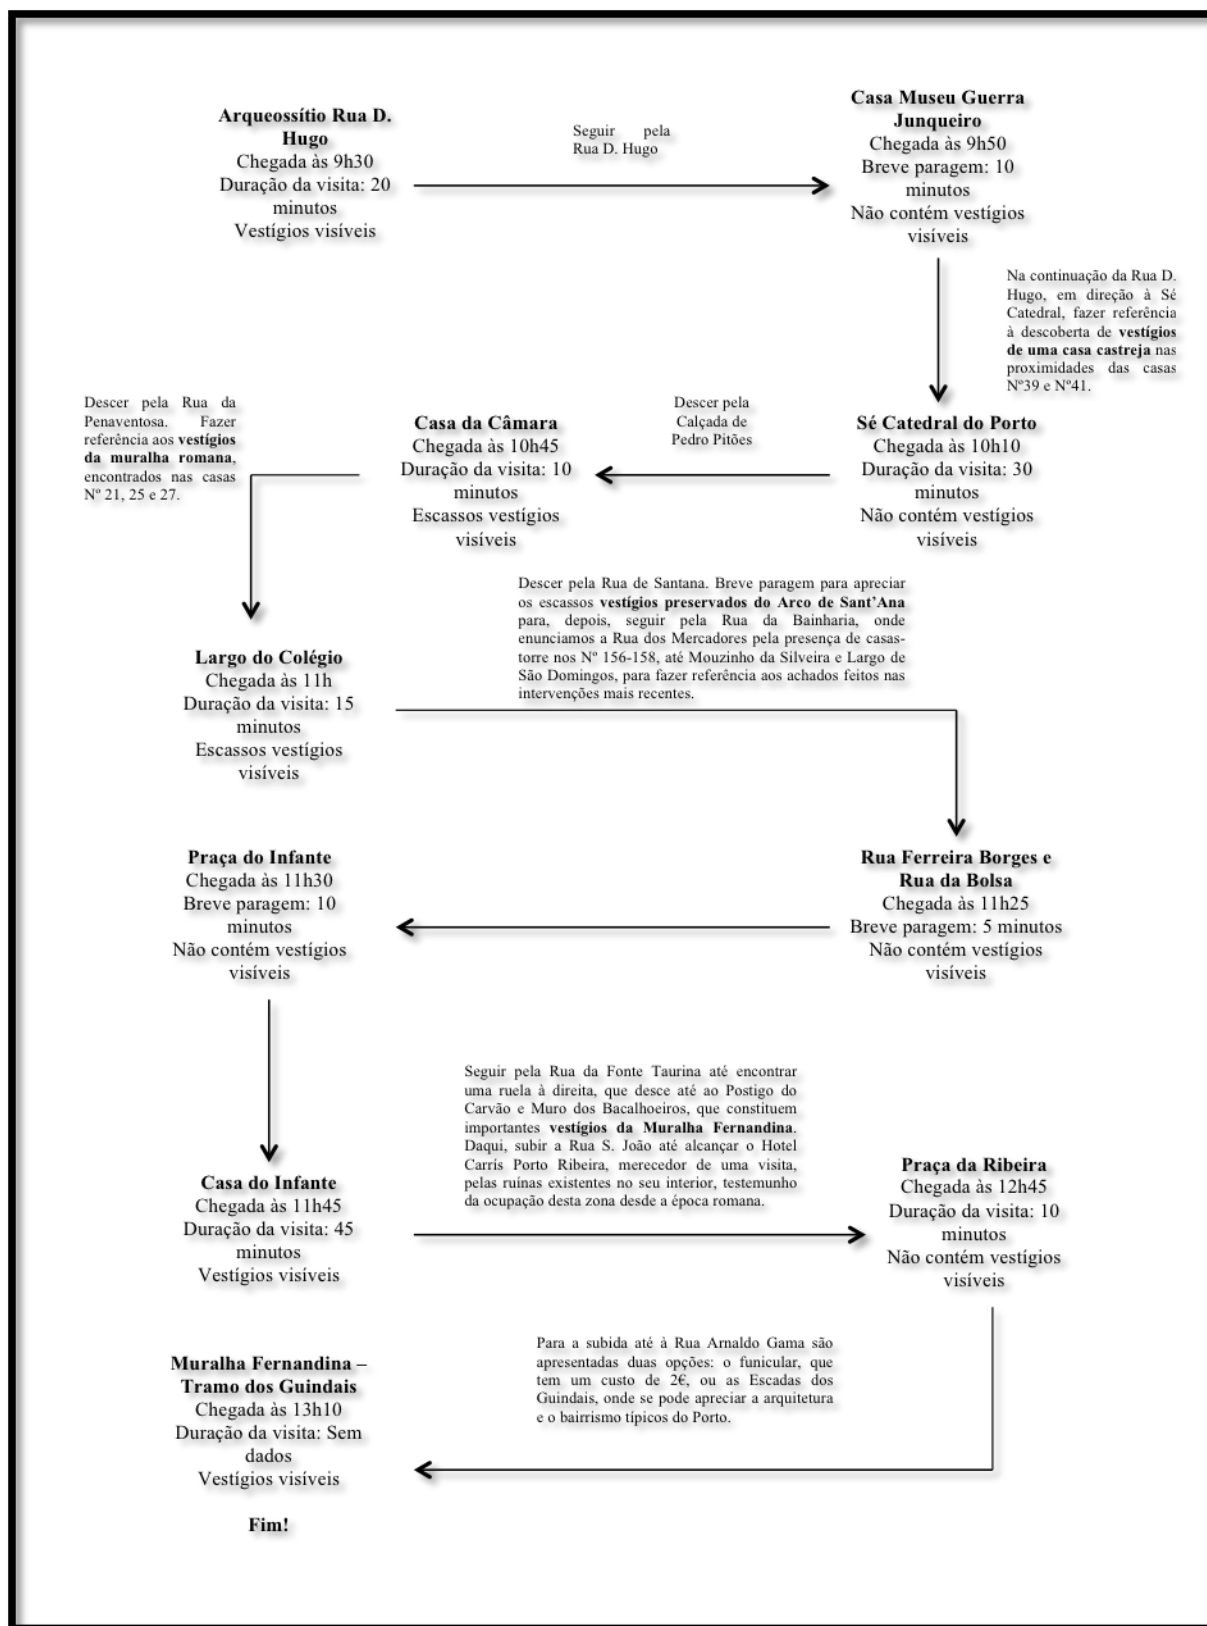 Arqueossítio Rua D.
Hugo
Chegada às 9h30
Duração da visita: 20
minutos
Vestígios visíveis
Seguir pela
Rua D. Hugo
Casa Museu Guerra
Junqueiro
Chegada às 9h50
Breve paragem: 10
minutos
Não contém vestígios
visíveis
Na continuação da Rua D.
Hugo, em direção à Sé
Catedral, fazer referência
à descoberta de vestígios
de uma casa castreja nas
proximidades das casas
Nº39 e Nº41.
Sé Catedral do Porto
Chegada às 10h10
Duração da visita: 30
minutos
Não contém vestígios
visíveis
Descer pela
Calçada de
Pedro Pitões
Casa da Câmara
Chegada às 10h45
Duração da visita: 10
minutos
Escassos vestígios
visíveis
Descer pela Rua da
Penaventosa. Fazer
referência aos vestígios
da muralha romana,
encontrados nas casas
Nº 21, 25 e 27.
Largo do Colégio
Chegada às 11h
Duração da visita: 15
minutos
Escassos vestígios
visíveis
Descer pela Rua de Santana. Breve paragem para apreciar
os escassos vestígios preservados do Arco de Sant’Ana
para, depois, seguir pela Rua da Bainharia, onde
enunciamos a Rua dos Mercadores pela presença de casas-
torre nos Nº 156-158, até Mouzinho da Silveira e Largo de
São Domingos, para fazer referência aos achados feitos nas
intervenções mais recentes.
Rua Ferreira Borges e
Rua da Bolsa
Chegada às 11h25
Breve paragem: 5 minutos
Não contém vestígios
visíveis
Praça do Infante
Chegada às 11h30
Breve paragem: 10
minutos
Não contém vestígios
visíveis
Casa do Infante
Chegada às 11h45
Duração da visita: 45
minutos
Vestígios visíveis
Seguir pela Rua da Fonte Taurina até encontrar
uma ruela à direita, que desce até ao Postigo do
Carvão e Muro dos Bacalhoeiros, que constituem
importantes vestígios da Muralha Fernandina.
Daqui, subir a Rua S. João até alcançar o Hotel
Carrís Porto Ribeira, merecedor de uma visita,
pelas ruínas existentes no seu interior, testemunho
da ocupação desta zona desde a época romana.
Praça da Ribeira
Chegada às 12h45
Duração da visita: 10
minutos
Não contém vestígios
visíveis
Para a subida até à Rua Arnaldo Gama são
apresentadas duas opções: o funicular, que
tem um custo de 2€, ou as Escadas dos
Guindais, onde se pode apreciar a arquitetura
e o bairrismo típicos do Porto.
Muralha Fernandina –
Tramo dos Guindais
Chegada às 13h10
Duração da visita: Sem
dados
Vestígios visíveis
Fim!